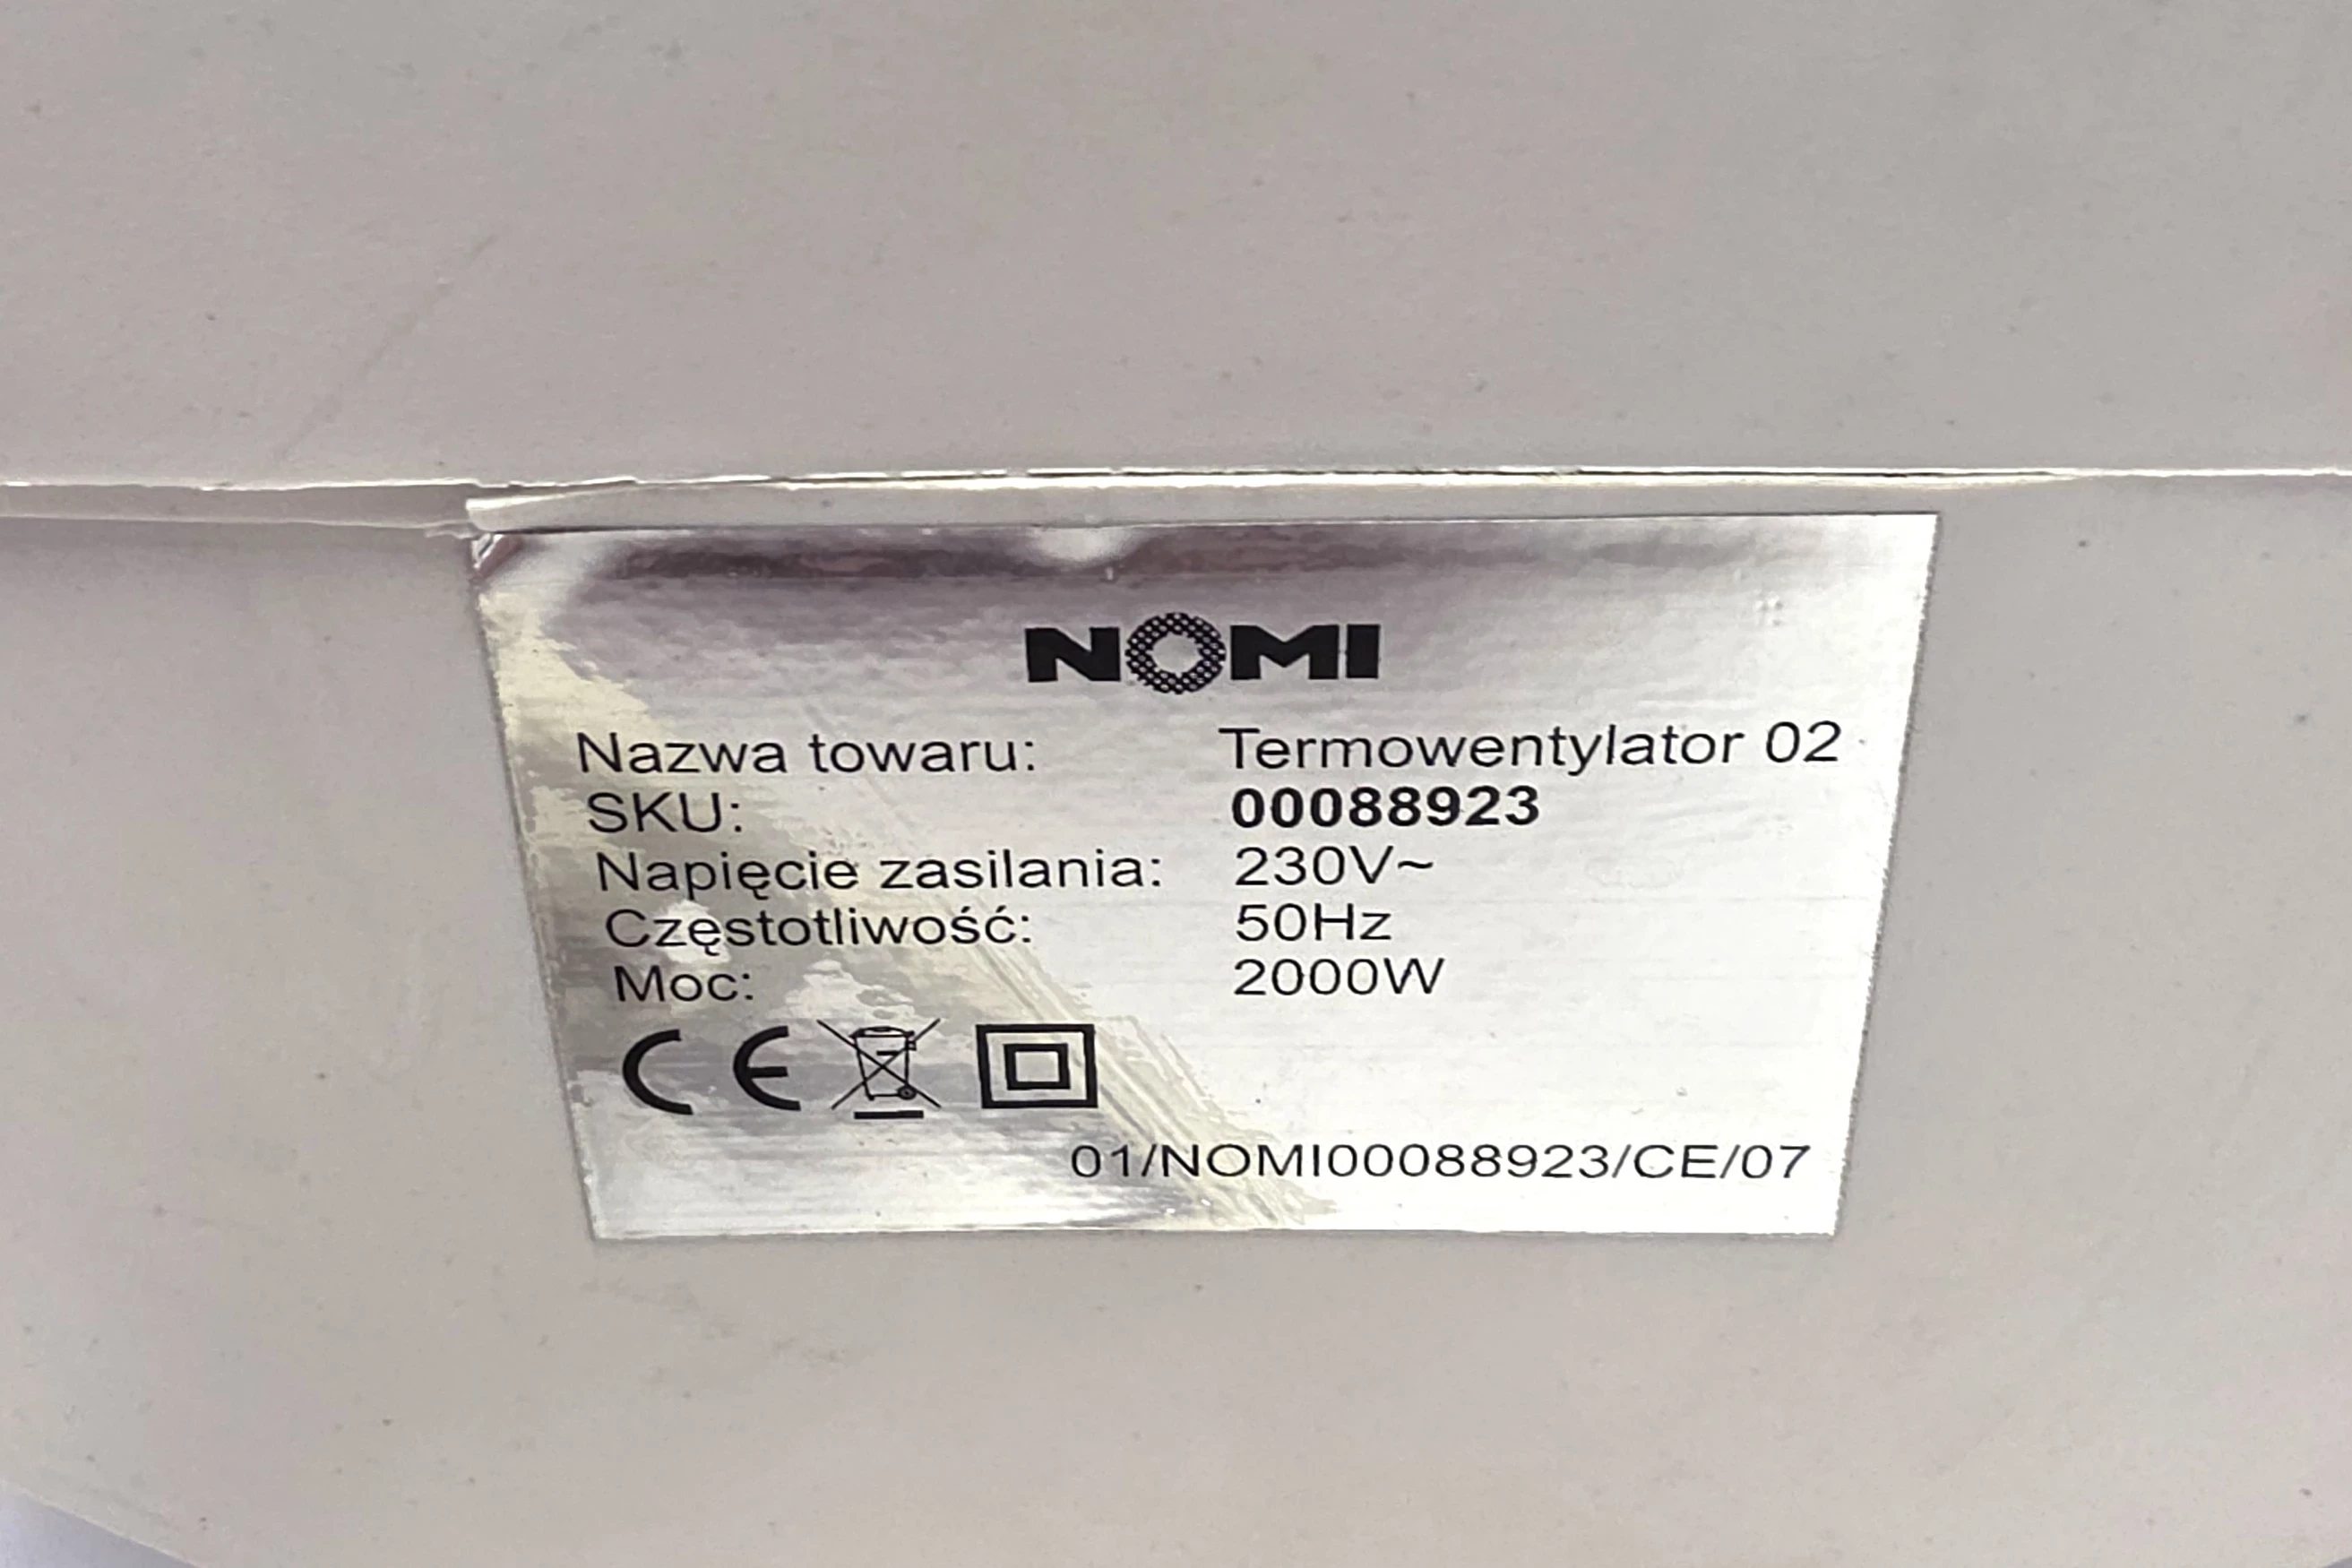 NOMI
Nazwa towaru: Termowentylator 02
SKU: 00088923
Napięcie zasilania: 230V~
Częstotliwość: 50Hz
Moc: 2000W
CE
01/NOMI00088923/CE/07